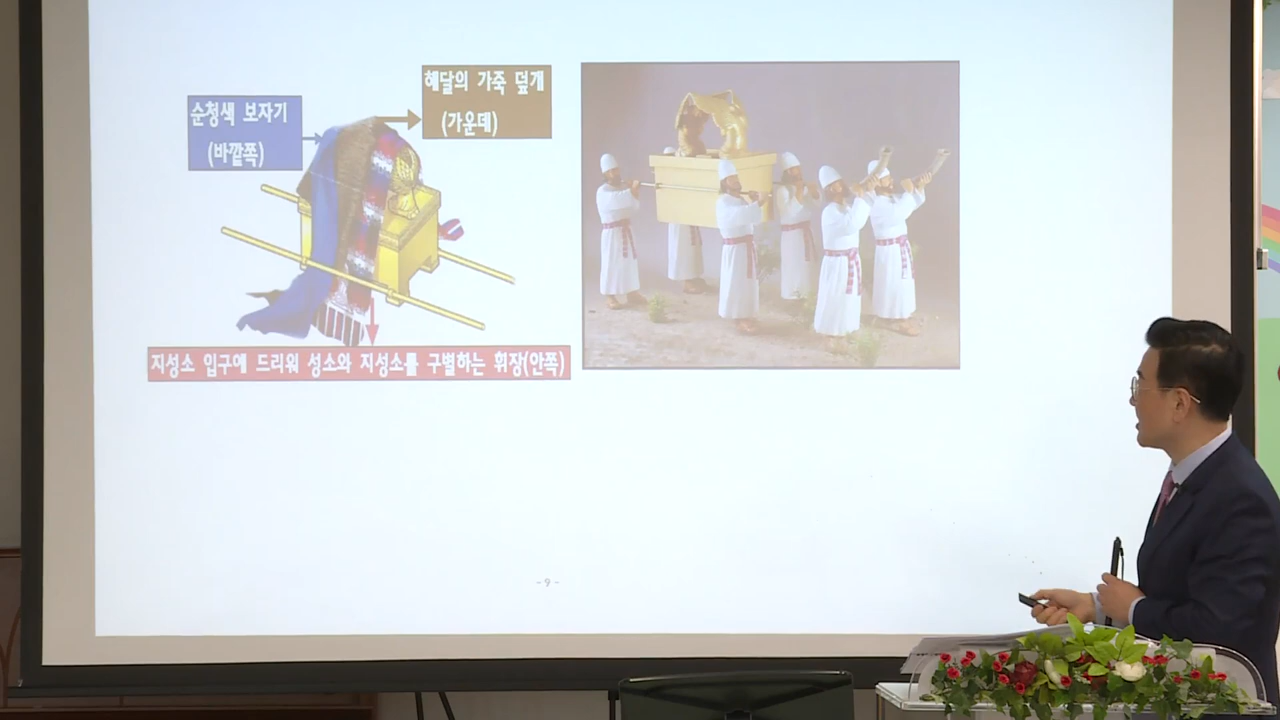 순청색 보자기
(바깥쪽)
해달의 가죽 덮개
(가운데)
지성소 입구에 드리워 성소와 지성소를 구별하는 휘장(안쪽)
- 9 -